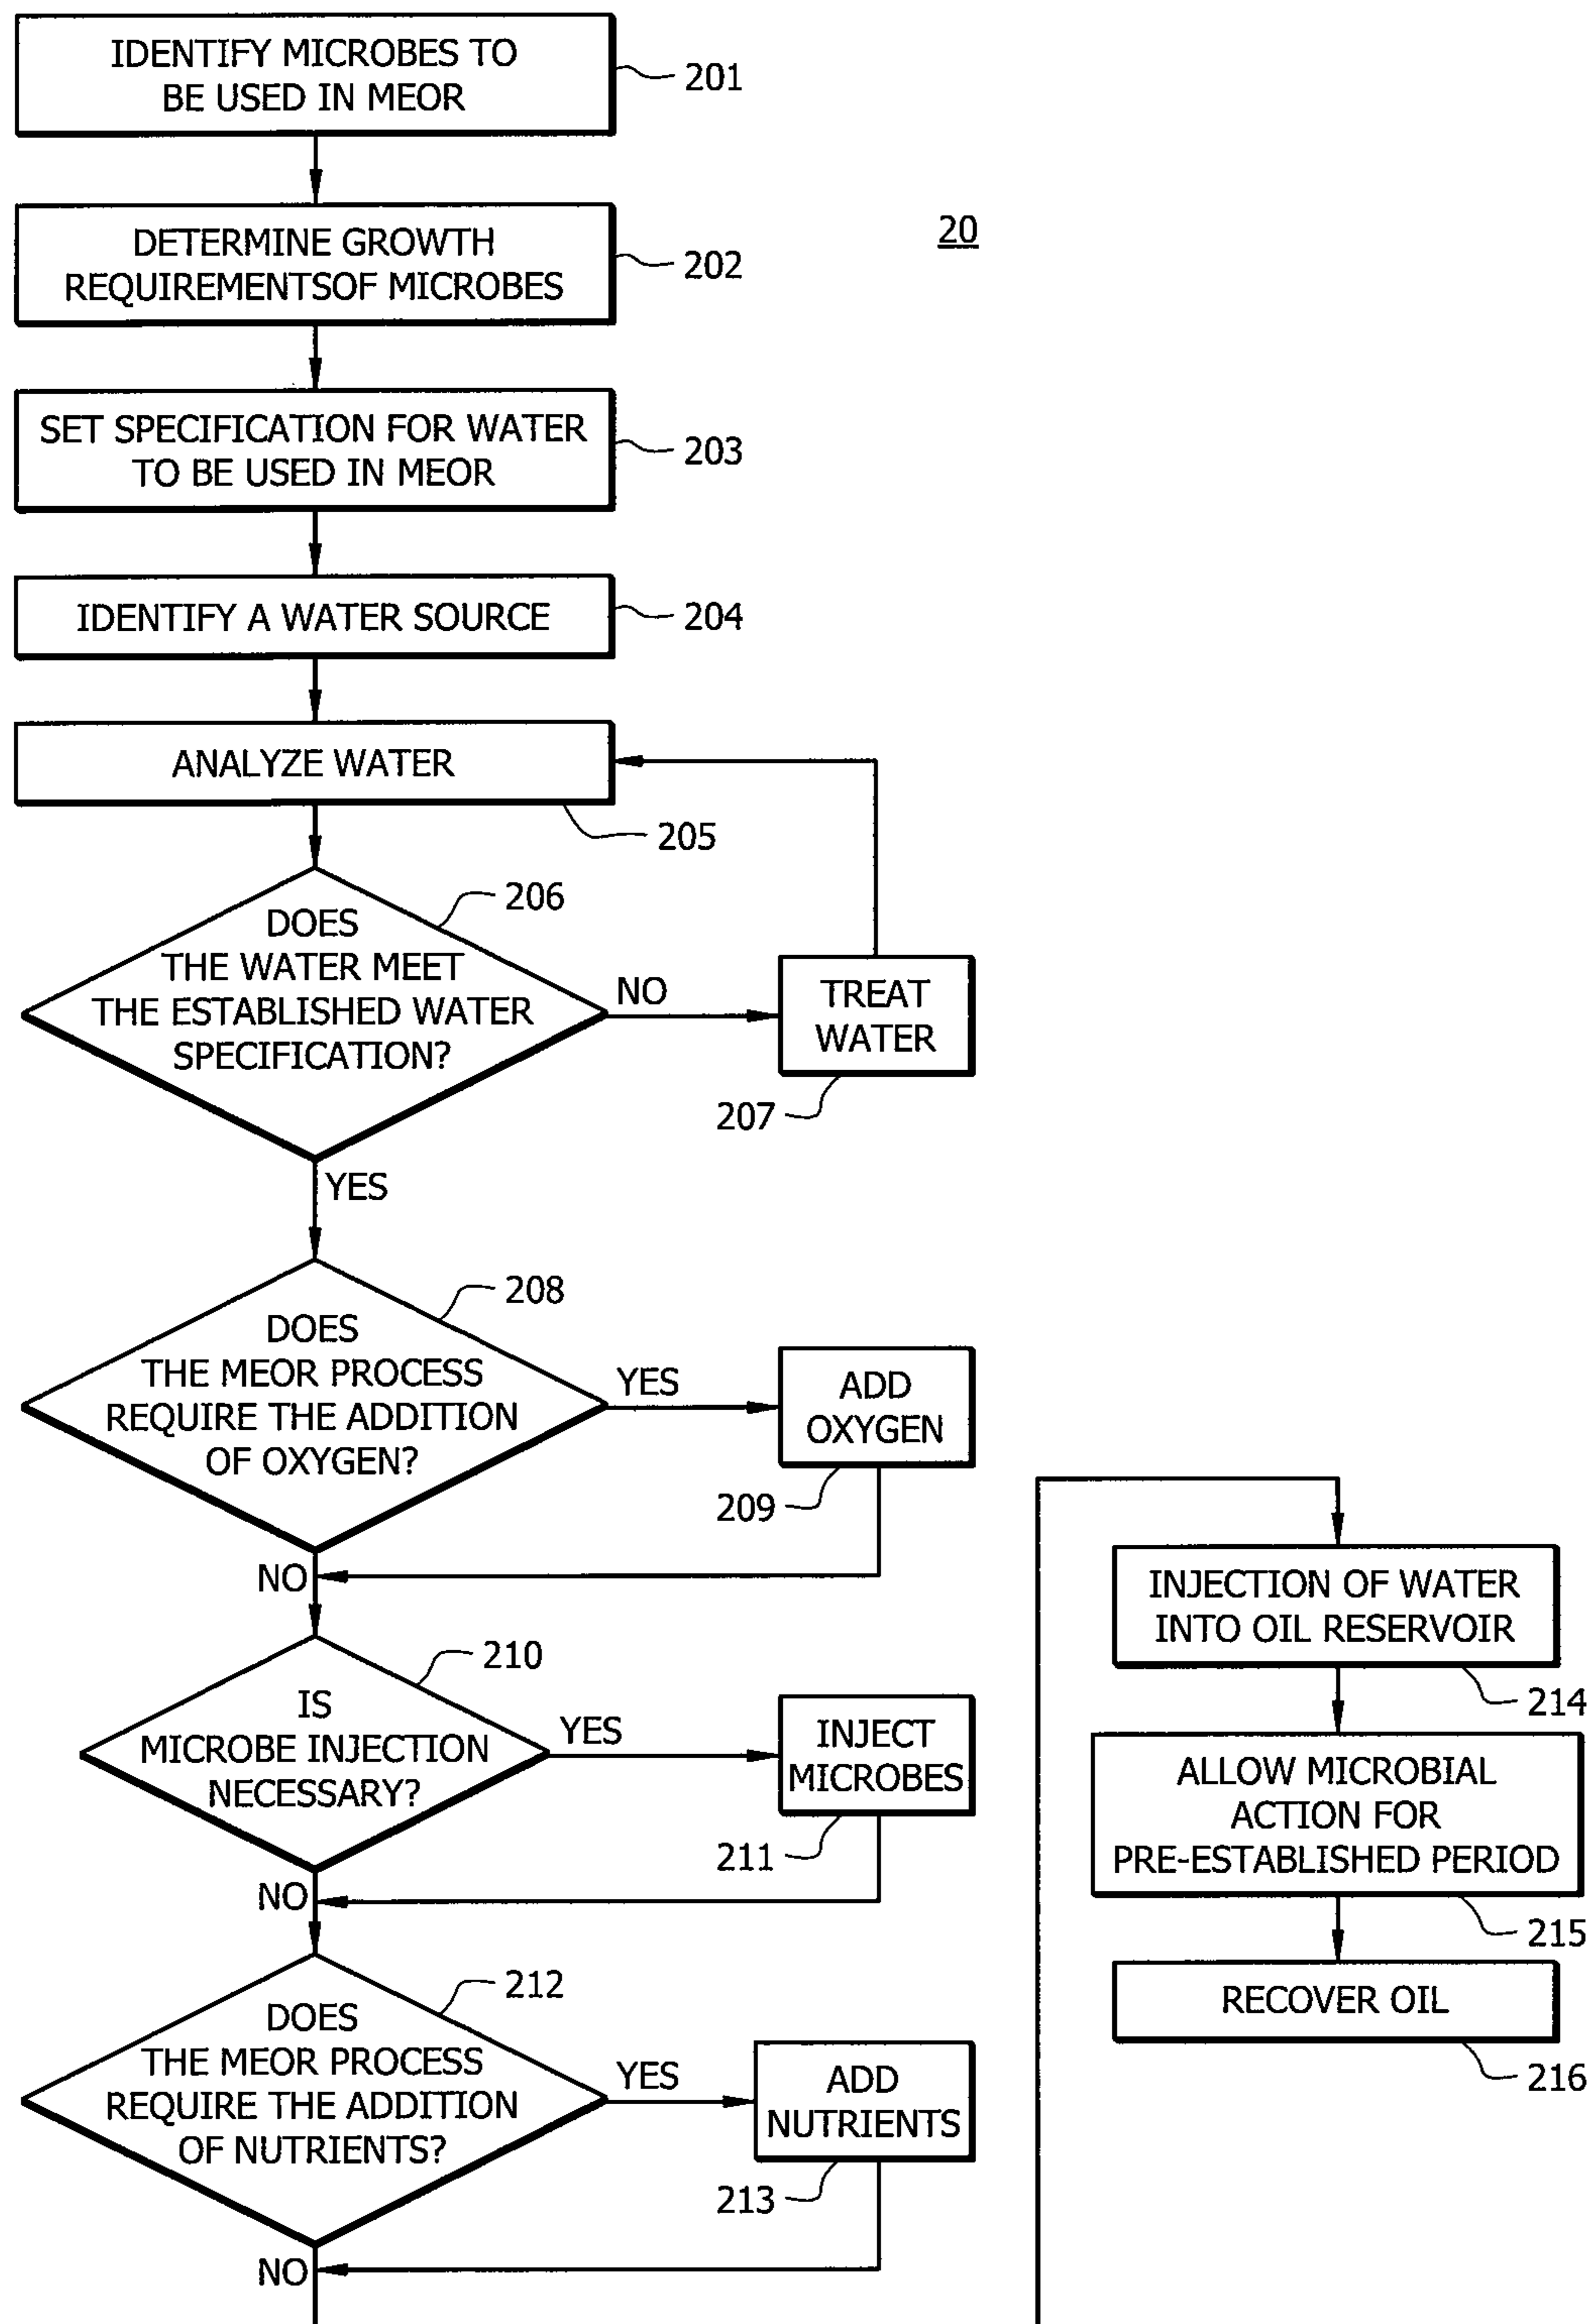 IDENTIFY MICROBES TO
BE USED IN MEOR
201
DETERMINE GROWTH
REQUIREMENTSOF MICROBES
202
20
SET SPECIFICATION FOR WATER
TO BE USED IN MEOR
203
IDENTIFY A WATER SOURCE
204
ANALYZE WATER
205
206
DOES
THE WATER MEET
THE ESTABLISHED WATER
SPECIFICATION?
NO
TREAT
WATER
207
YES
208
DOES
THE MEOR PROCESS
REQUIRE THE ADDITION
OF OXYGEN?
YES
ADD
OXYGEN
209
NO
210
IS
MICROBE INJECTION
NECESSARY?
YES
INJECT
MICROBES
211
NO
212
DOES
THE MEOR PROCESS
REQUIRE THE ADDITION
OF NUTRIENTS?
YES
ADD
NUTRIENTS
213
NO
INJECTION OF WATER
INTO OIL RESERVOIR
214
ALLOW MICROBIAL
ACTION FOR
PRE-ESTABLISHED PERIOD
215
RECOVER OIL
216